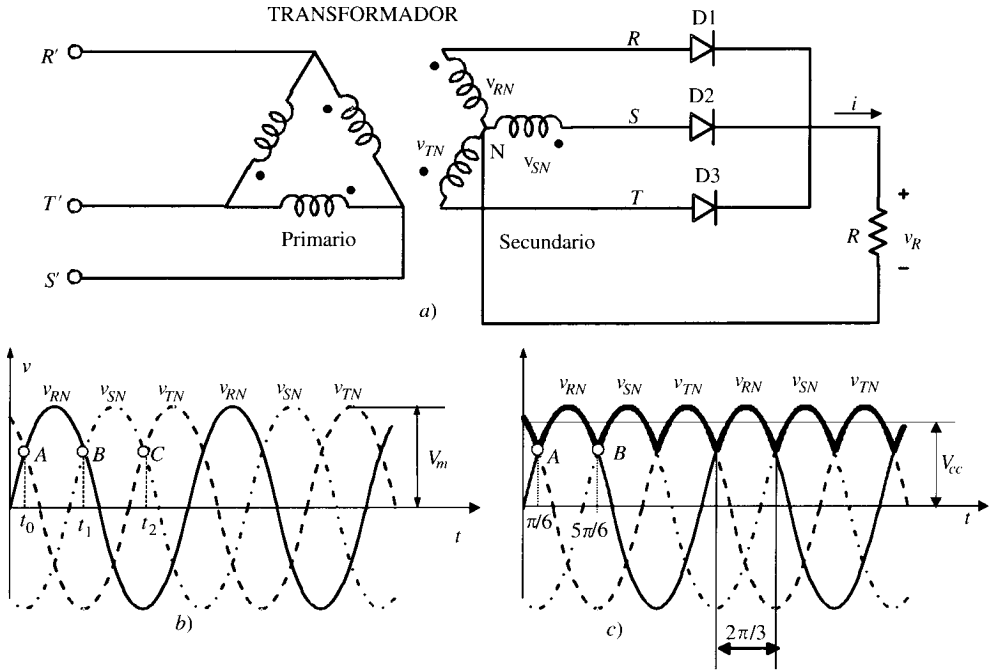 TRANSFORMADOR
D1
R'
R
v_RN
D2
i
S
N
v_TN
v_SN
D3
T'
T
+
Primario
Secundario
R
v_R
−
S'
a)
v
v_RN v_SN v_TN v_RN v_SN v_TN
A B C
V_m
t_0 t_1 t_2
t
b)
v_RN v_SN v_TN v_RN v_SN v_TN
A B
V_cc
π/6 5π/6
t
c)
2π/3